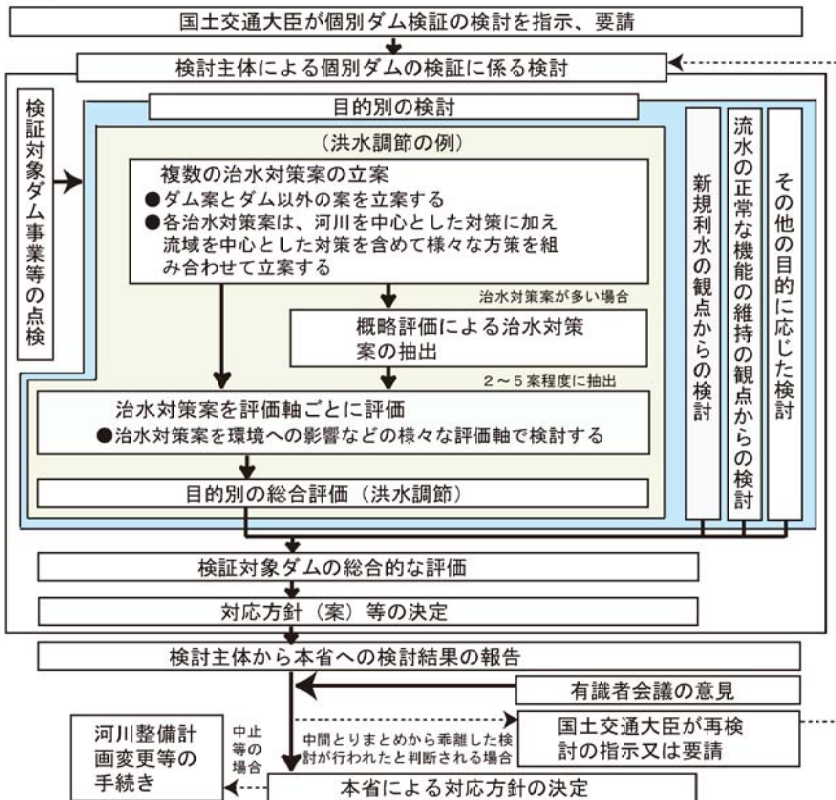 国土交通大臣が個別ダム検証の検討を指示、要請
検討主体による個別ダムの検証に係る検討
検証対象ダム事業等の点検
目的別の検討
（洪水調節の例）
複数の治水対策案の立案
●ダム案とダム以外の案を立案する
●各治水対策案は、河川を中心とした対策に加え
流域を中心とした対策を含めて様々な方策を組
み合わせて立案する
治水対策案が多い場合
概略評価による治水対策
案の抽出
２～５案程度に抽出
治水対策案を評価軸ごとに評価
●治水対策案を環境への影響などの様々な評価軸で検討する
目的別の総合評価（洪水調節）
新規利水の観点からの検討
流水の正常な機能の維持の観点からの検討
その他の目的に応じた検討
検証対象ダムの総合的な評価
対応方針（案）等の決定
検討主体から本省への検討結果の報告
有識者会議の意見
国土交通大臣が再検
討の指示又は要請
中間とりまとめから乖離した検
討が行われたと判断される場合
中止
等の
場合
河川整備計
画変更等の
手続き
本省による対応方針の決定